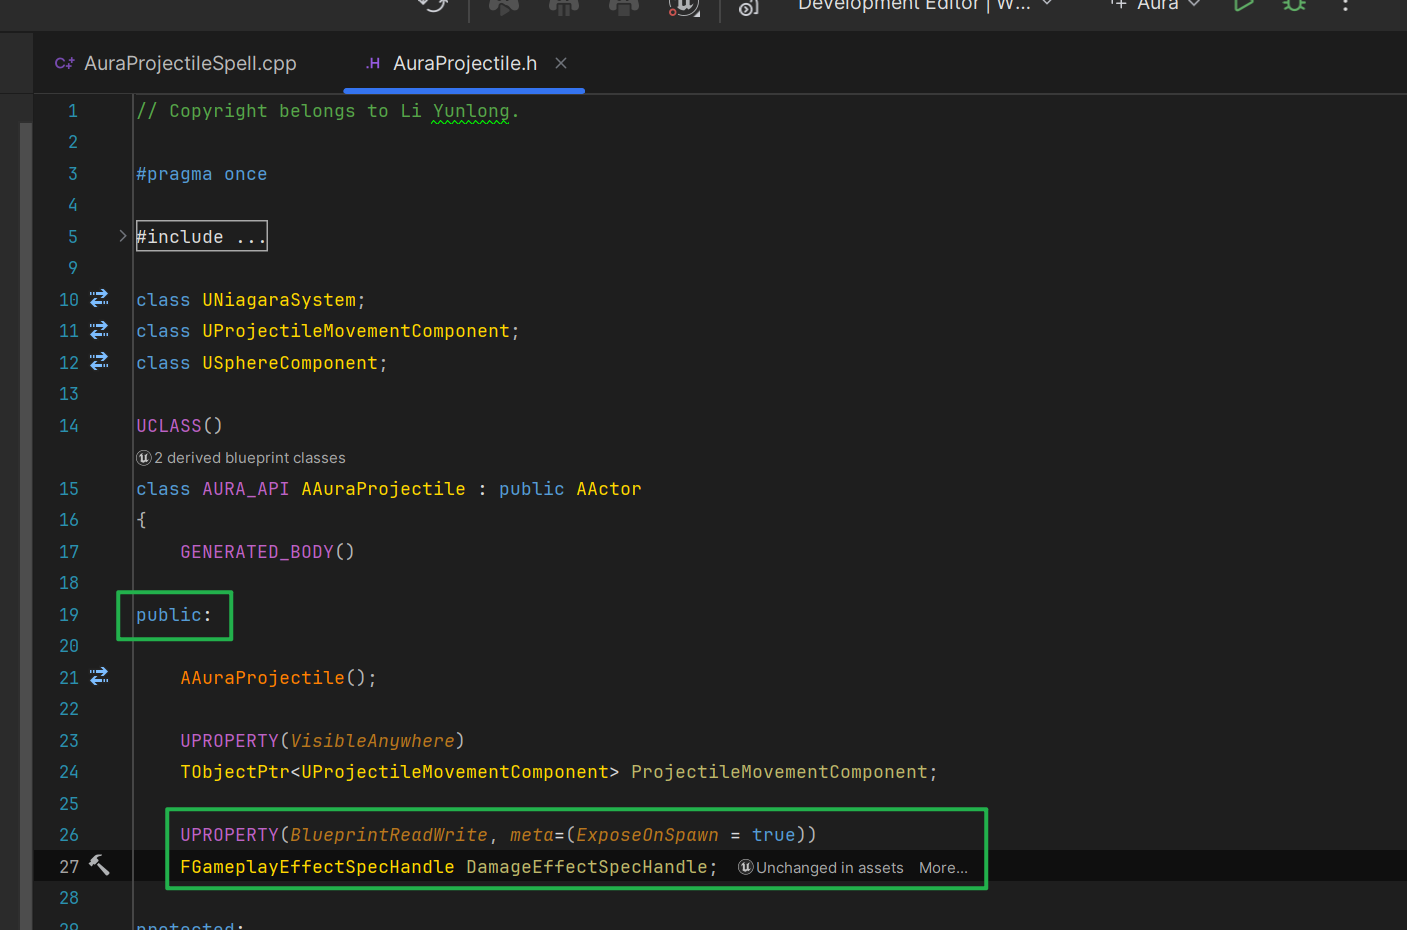 Development Editor | W... Aura
AuraProjectileSpell.cpp
.H AuraProjectile.h
1 // Copyright belongs to Li Yunlong.
2
3 #pragma once
4
5 #include ...
9
10 class UNiagaraSystem;
11 class UProjectileMovementComponent;
12 class USphereComponent;
13
14 UCLASS()
2 derived blueprint classes
15 class AURA_API AAuraProjectile : public AActor
16 {
17 GENERATED_BODY()
18
19 public:
20
21 AAuraProjectile();
22
23 UPROPERTY(VisibleAnywhere)
24 TObjectPtr<UProjectileMovementComponent> ProjectileMovementComponent;
25
26 UPROPERTY(BlueprintReadWrite, meta=(ExposeOnSpawn = true))
27 FGameplayEffectSpecHandle DamageEffectSpecHandle; Unchanged in assets More...
28
29 protected: